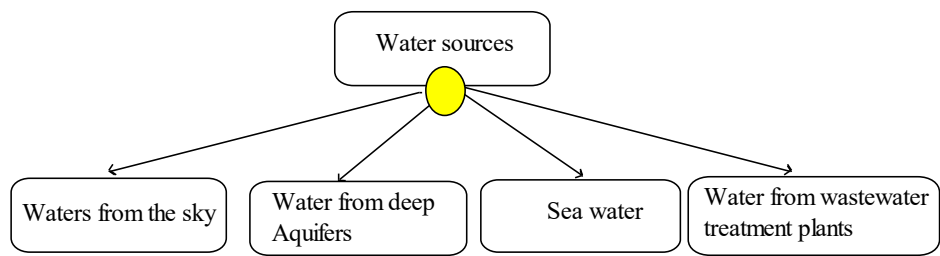 Water sources
Waters from the sky
Water from deep
Aquifers
Sea water
Water from wastewater
treatment plants